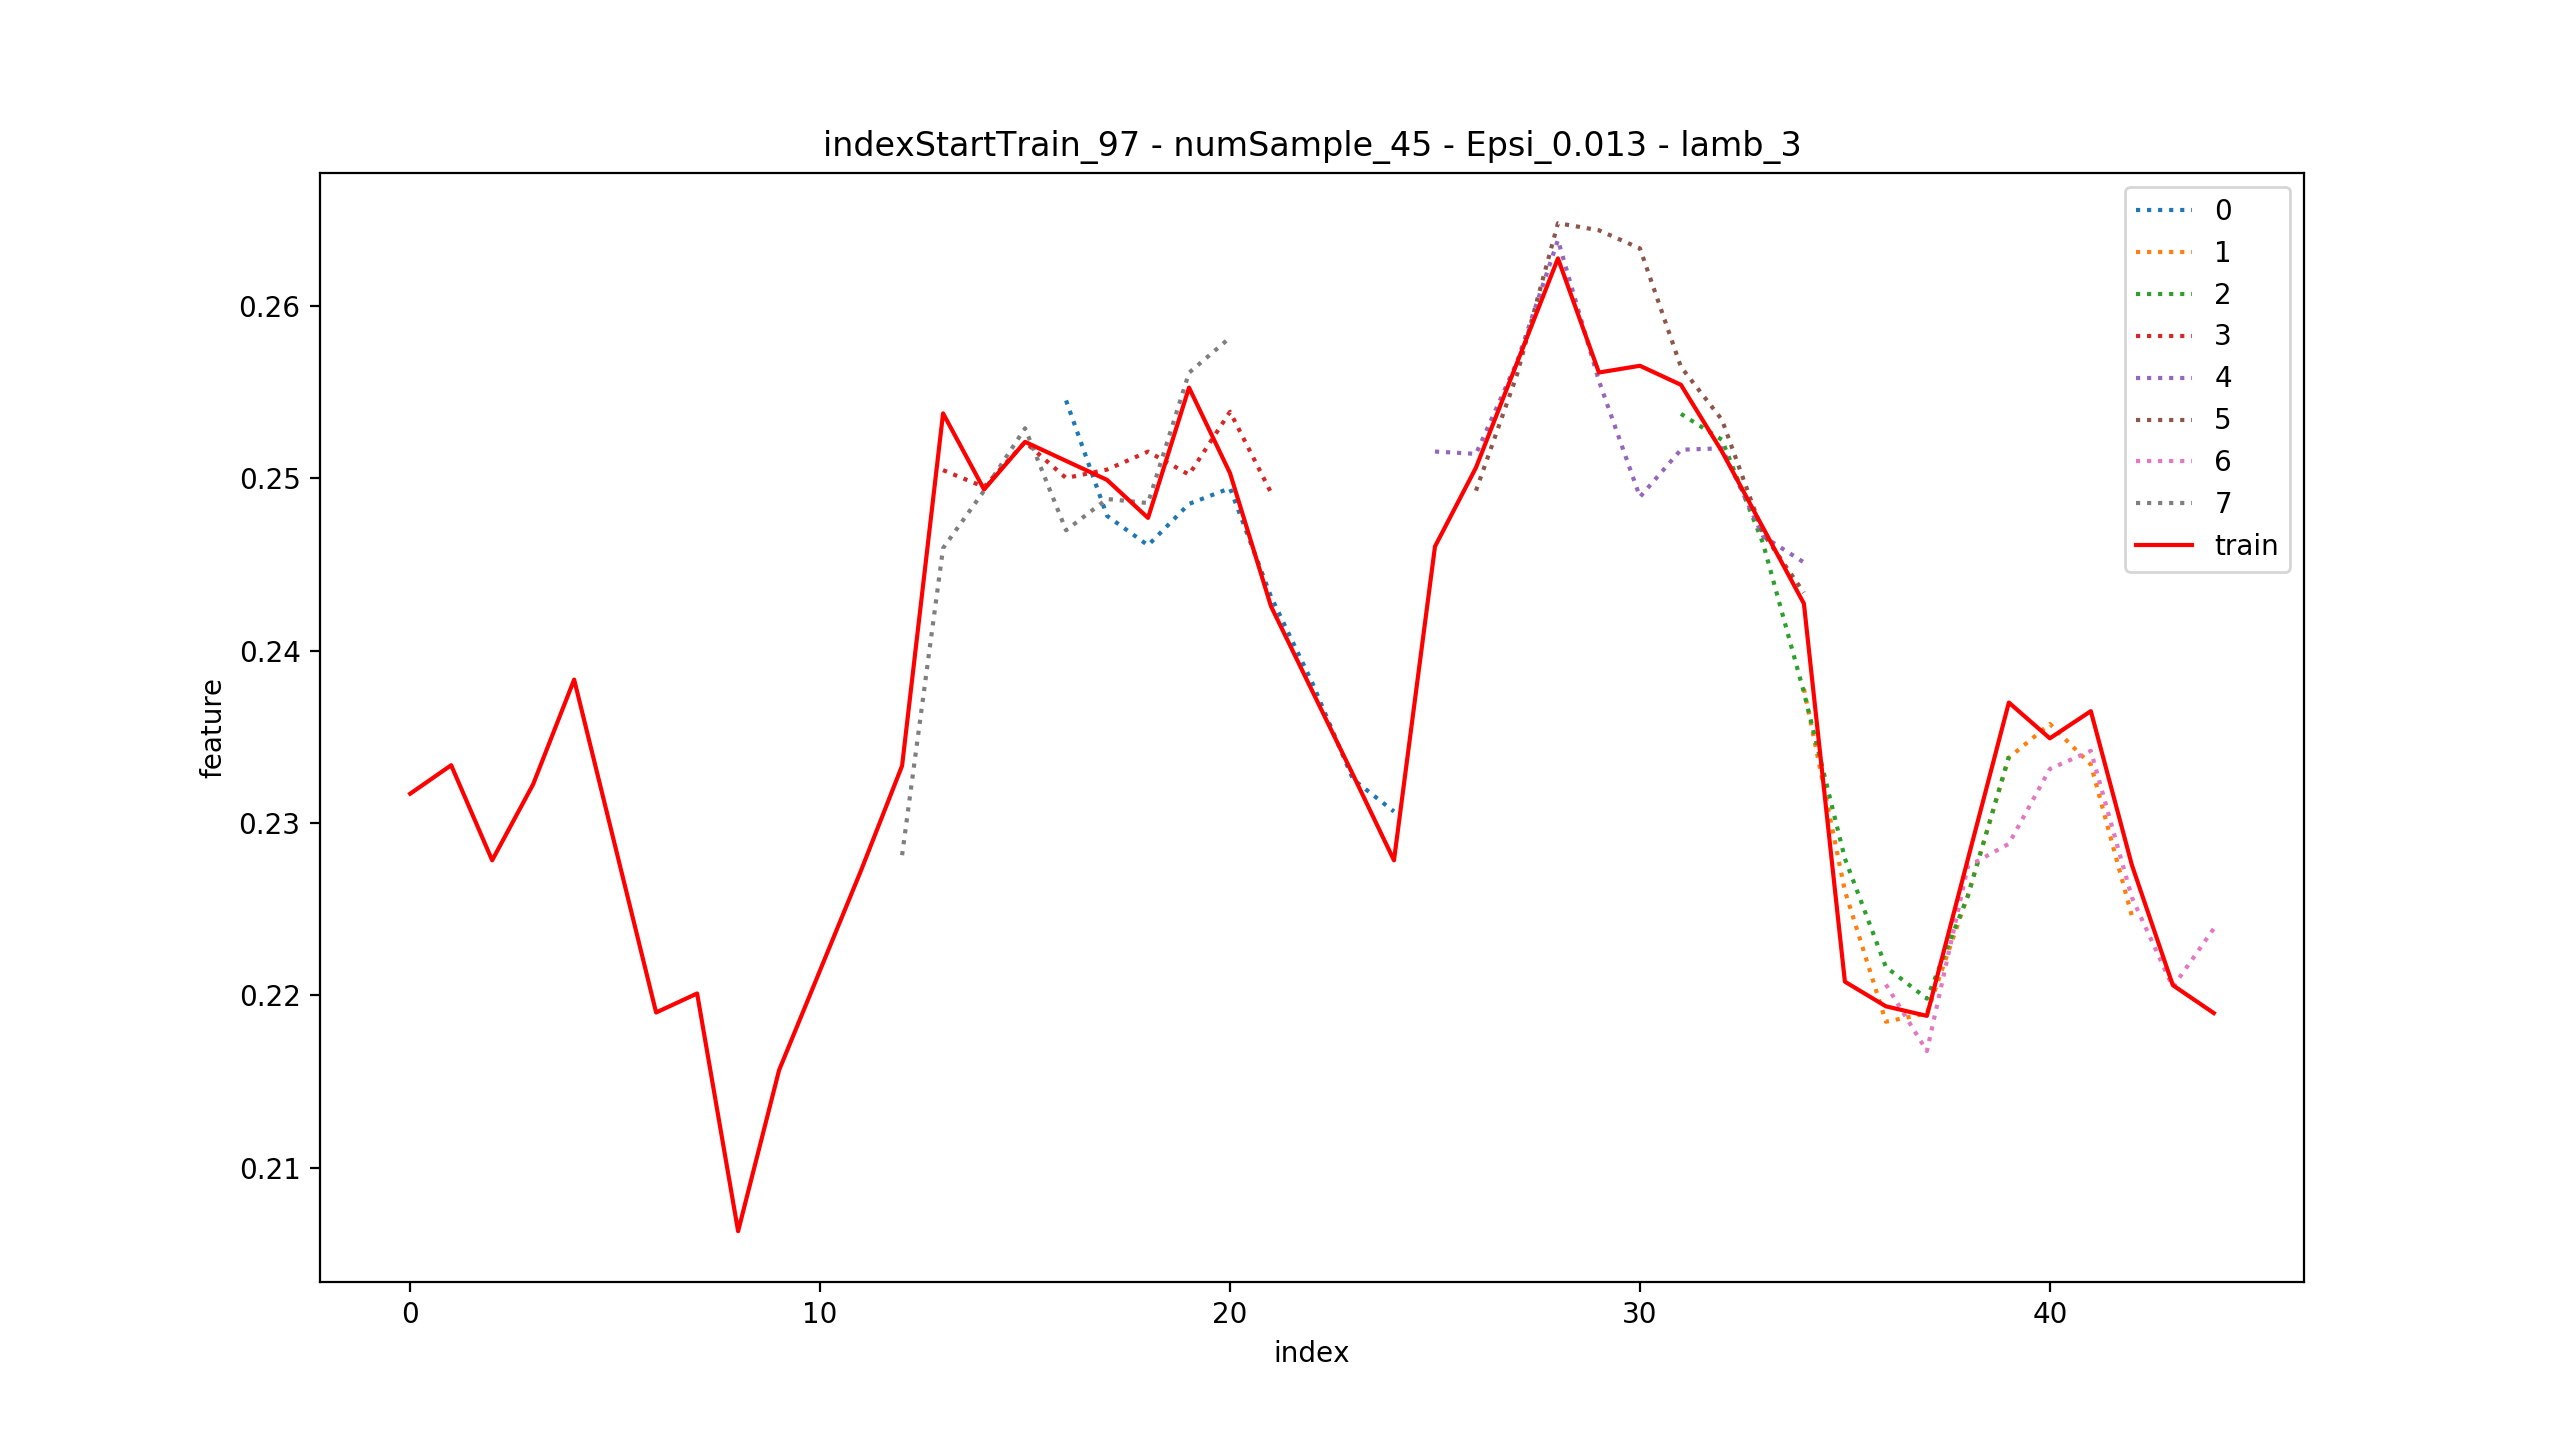 indexStartTrain_97 - numSample_45 - Epsi_0.013 - lamb_3
0
1
2
3
4
5
6
7
train
feature
0.26
0.25
0.24
0.23
0.22
0.21
0 10 20 30 40
index